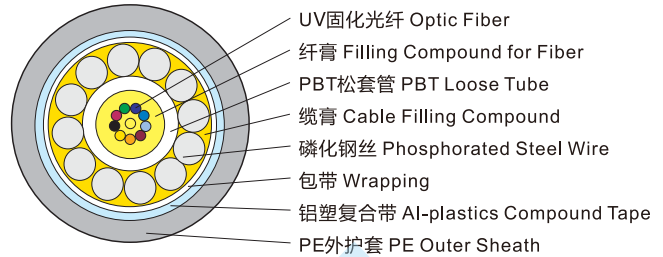 UV固化光纤 Optic Fiber
纤膏 Filling Compound for Fiber
PBT松套管 PBT Loose Tube
缆膏 Cable Filling Compound
磷化钢丝 Phosphorated Steel Wire
包带 Wrapping
铝塑复合带 Al-plastics Compound Tape
PE外护套 PE Outer Sheath